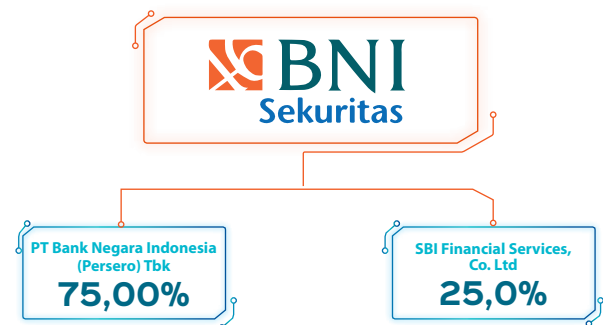 BNI
Sekuritas
PT Bank Negara Indonesia
(Persero) Tbk
75,00%
SBI Financial Services,
Co. Ltd
25,0%